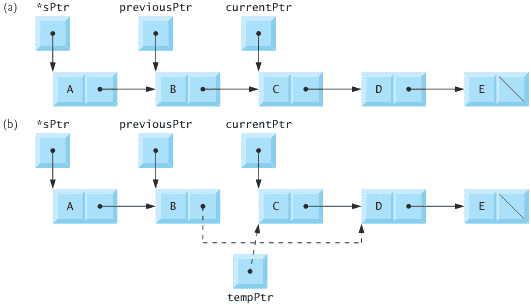 (a) *sPtr previousPtr currentPtr
A B C D E
(b) *sPtr previousPtr currentPtr
A B C D E
tempPtr